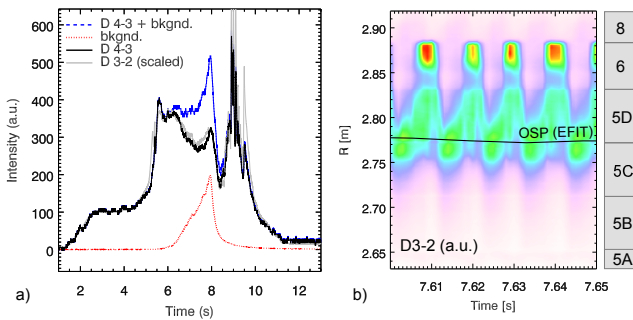 D 4-3 + bkgnd.
bkgnd.
D 4-3
D 3-2 (scaled)
600
500
400
300
200
100
0
Intensity (a.u.)
2 4 6 8 10 12
Time (s)
a)
2.90
2.85
2.80
2.75
2.70
2.65
R [m]
OSP (EFIT)
D3-2 (a.u.)
7.61 7.62 7.63 7.64 7.65
Time [s]
b)
8
6
5D
5C
5B
5A